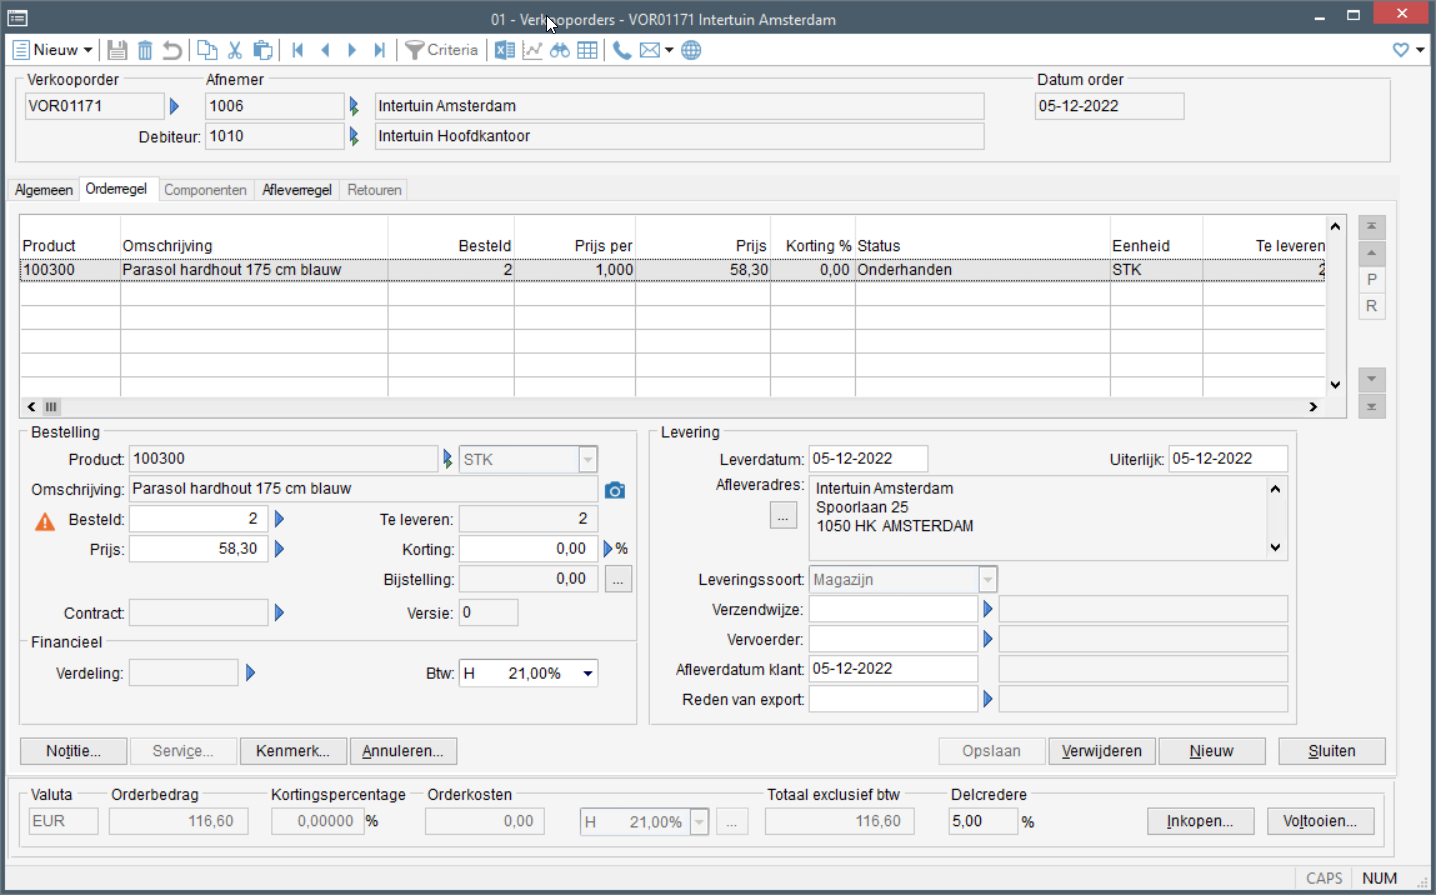 01 - Verkooporders - VOR01171 Intertuin Amsterdam
Nieuw Criteria
Verkooporder Afnemer Datum order
VOR01171 1006 Intertuin Amsterdam 05-12-2022
Debiteur: 1010 Intertuin Hoofdkantoor
Algemeen Orderregel Componenten Afleverregel Retouren
Product Omschrijving Besteld Prijs per Prijs Korting % Status Eenheid Te leveren
100300 Parasol hardhout 175 cm blauw 2 1,000 58,30 0,00 Onderhanden STK 2
P
R
Bestelling
Product: 100300 STK
Omschrijving: Parasol hardhout 175 cm blauw
Besteld: 2 Te leveren: 2
Prijs: 58,30 Korting: 0,00 %
Bijstelling: 0,00 ...
Contract: Versie: 0
Financieel
Verdeling: Btw: H 21,00%
Levering
Leverdatum: 05-12-2022 Uiterlijk: 05-12-2022
Afleveradres: Intertuin Amsterdam
... Spoorlaan 25
1050 HK AMSTERDAM
Leveringssoort: Magazijn
Verzendwijze:
Vervoerder:
Afleverdatum klant: 05-12-2022
Reden van export:
Notitie... Service... Kenmerk... Annuleren... Opslaan Verwijderen Nieuw Sluiten
Valuta Orderbedrag Kortingspercentage Orderkosten Totaal exclusief btw Delcredere
EUR 116,60 0,00000 % 0,00 H 21,00% ... 116,60 5,00 % Inkopen... Voltooien...
CAPS NUM